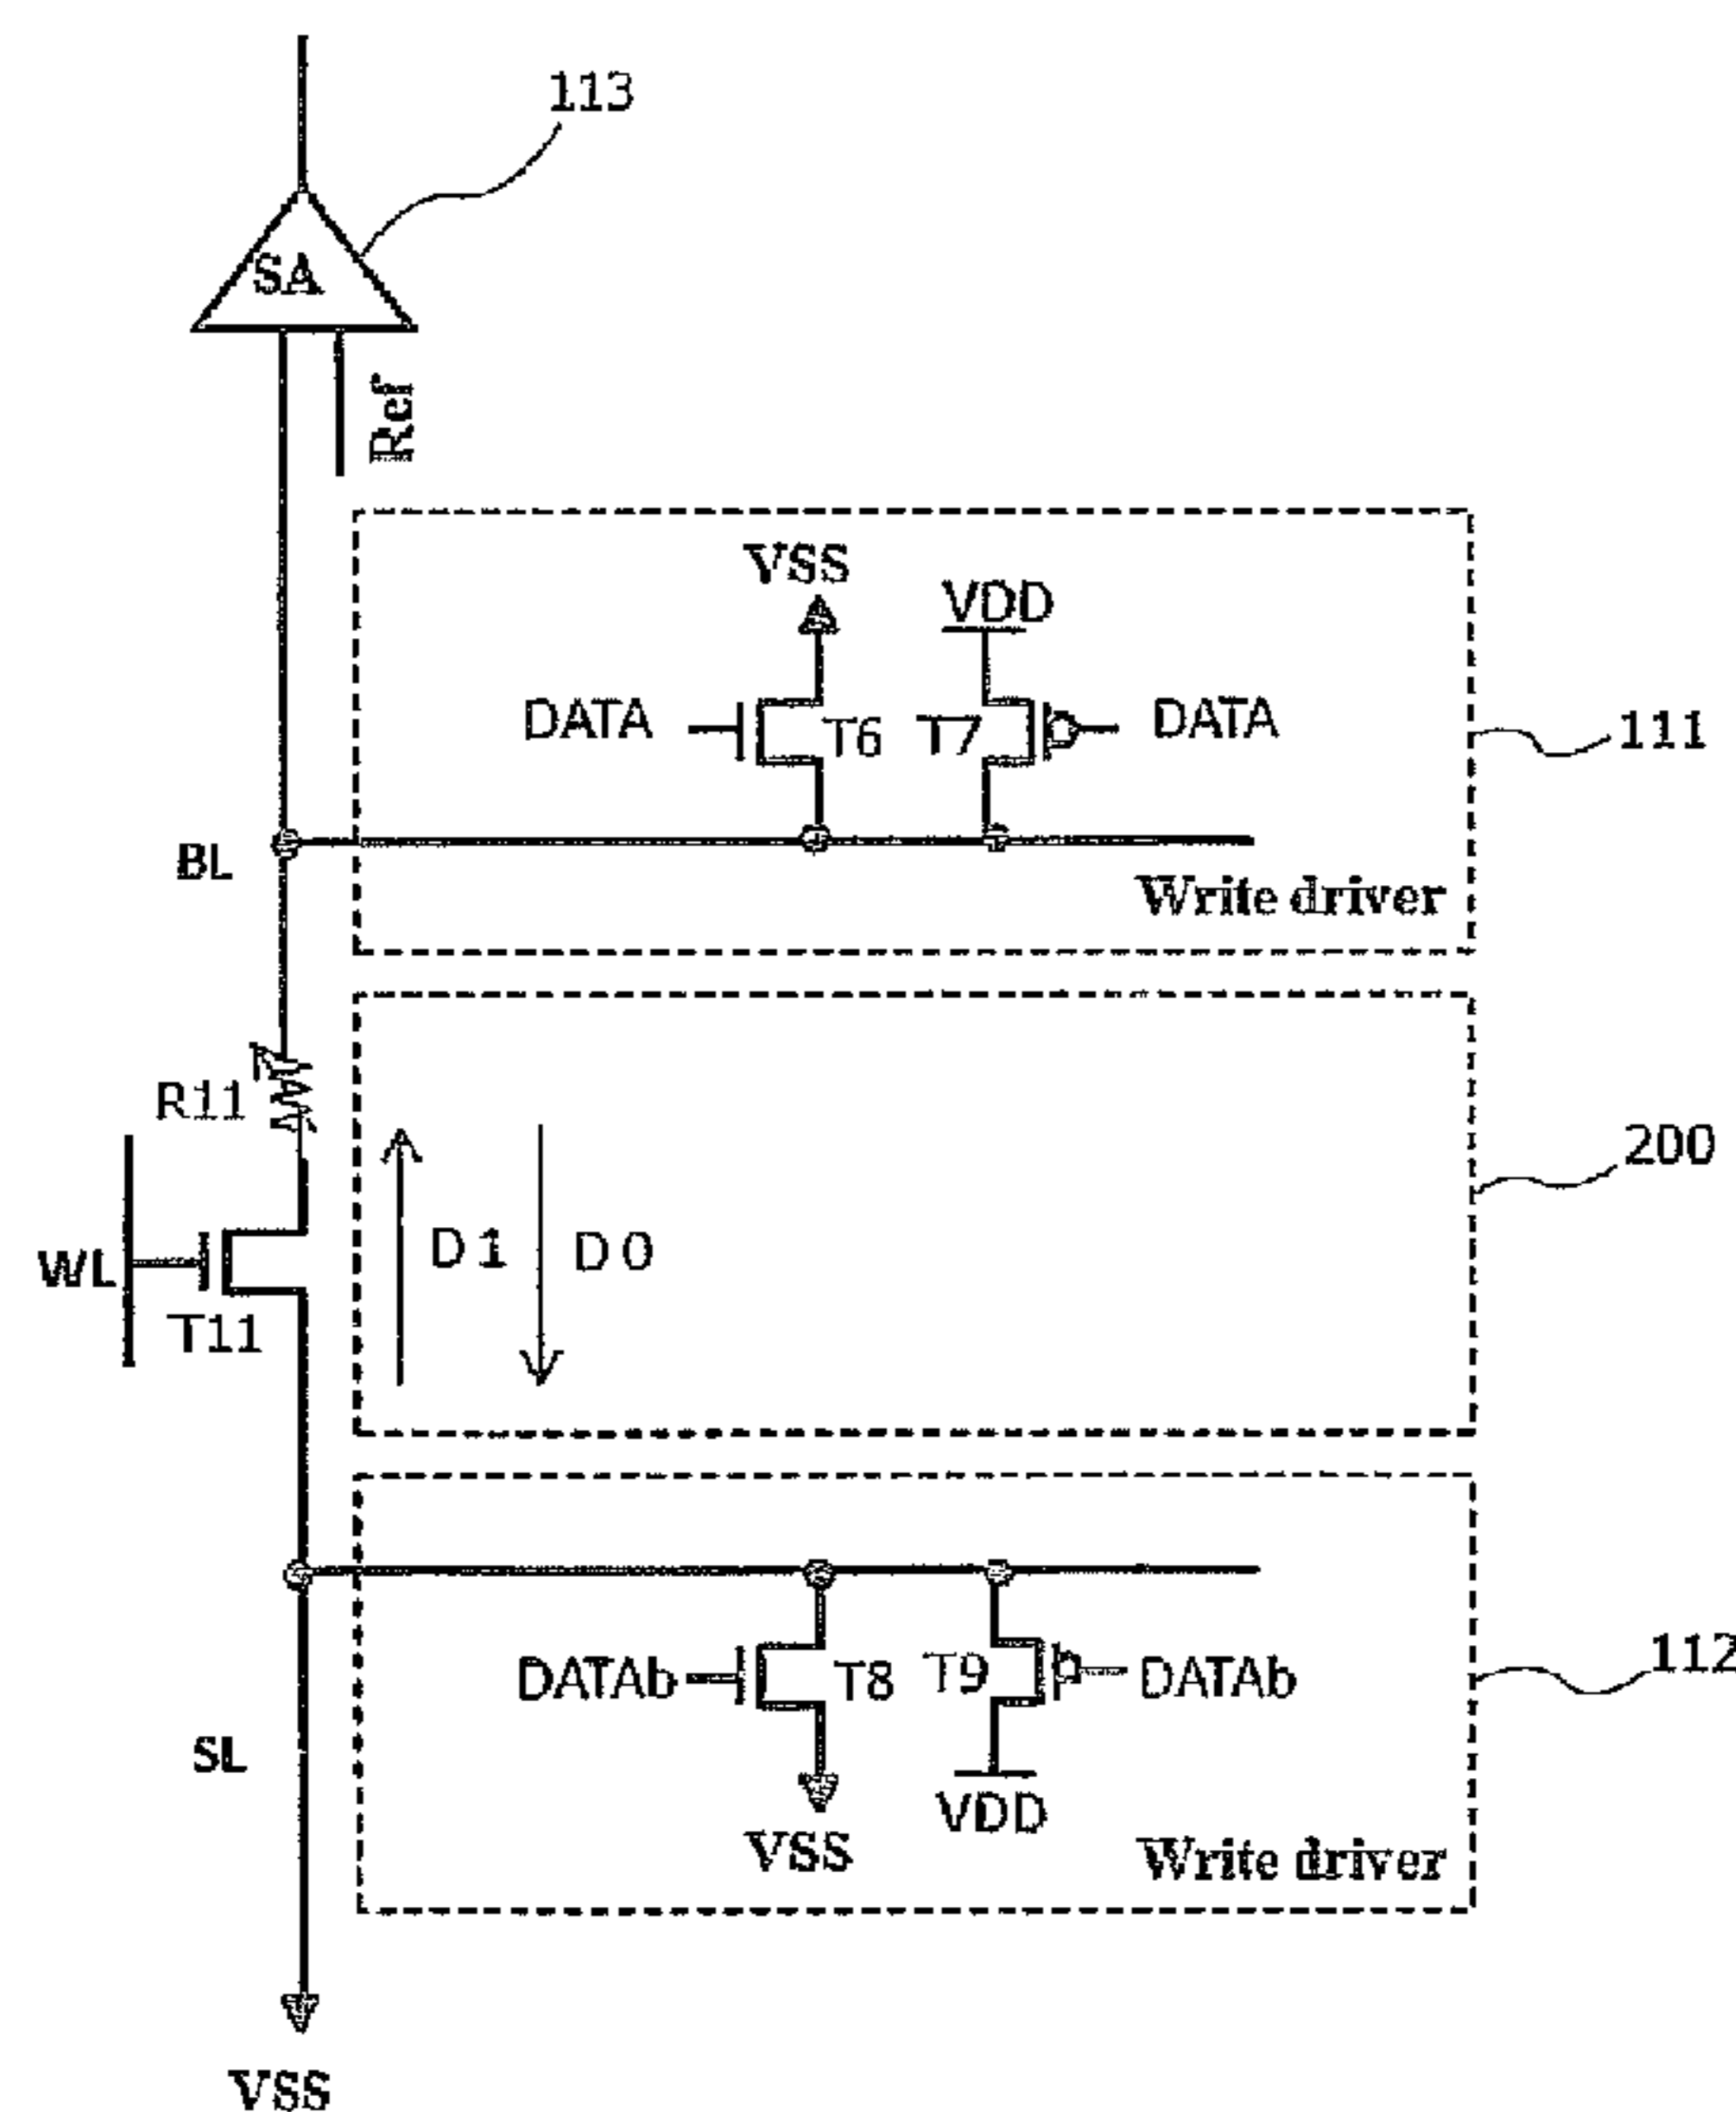 113
SA
Ref
VSS
VDD
DATA
T6
T7
DATA
111
BL
Write driver
R11
200
D1
D0
WL
T11
DATAb
T8
T9
DATAb
112
SL
VSS
VDD
Write driver
VSS